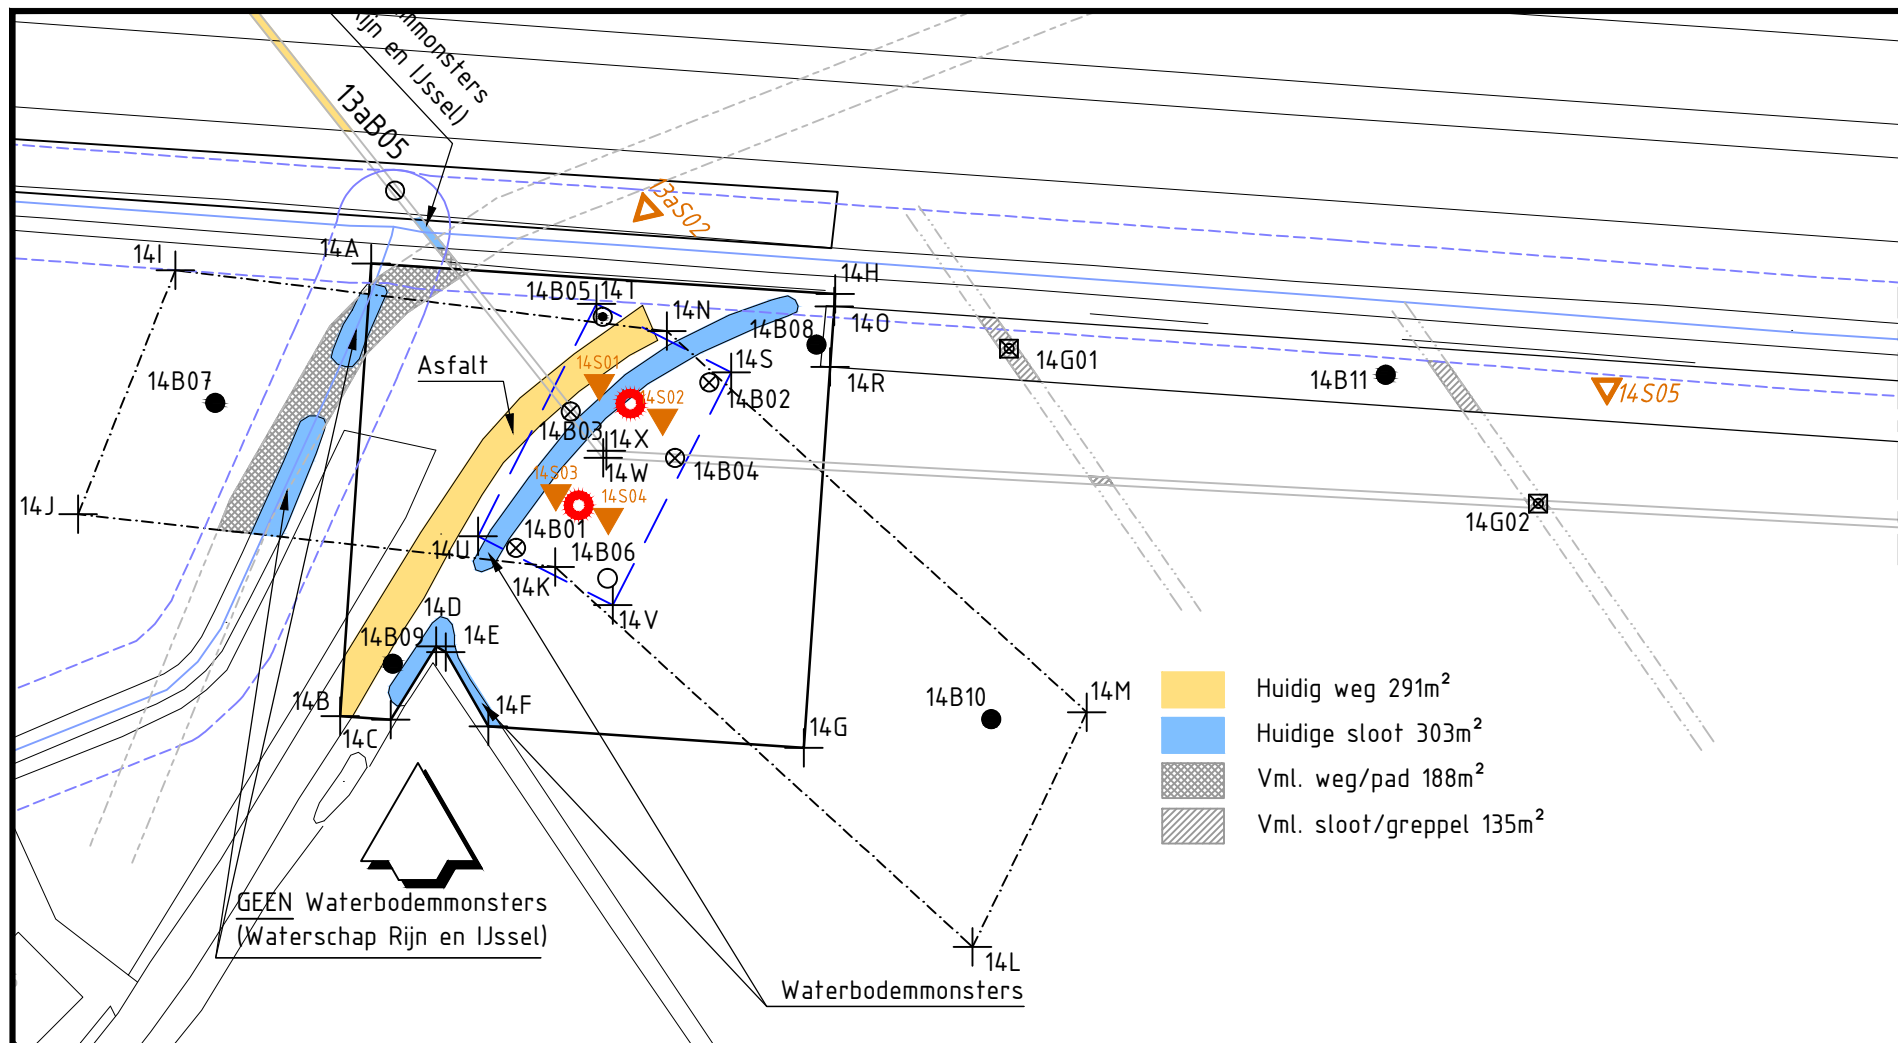 mmonsters
Rijn en IJssel)
13aB05
13aS02
14I
14A
14B05
14T
14N
14H
14O
14B08
14S
14R
14G01
14B11
14S05
Asfalt
14S01
14S02
14B07
14B02
14B03
14X
14W
14B04
14S03
14S04
14J
14U
14B01
14B06
14K
14G02
14V
14D
14E
14B09
14B
14C
14F
14G
14B10
14M
14L
Huidig weg 291m²
Huidige sloot 303m²
Vml. weg/pad 188m²
Vml. sloot/greppel 135m²
GEEN Waterbodemmonsters
(Waterschap Rijn en IJssel)
Waterbodemmonsters